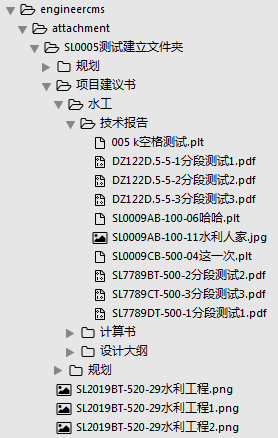 engineercms
attachment
SL0005测试建立文件夹
规划
项目建议书
水工
技术报告
005 k空格测试.plt
DZ122D.5-5-1分段测试1.pdf
DZ122D.5-5-2分段测试2.pdf
DZ122D.5-5-3分段测试3.pdf
SL0009AB-100-06哈哈.plt
SL0009AB-100-11水利人家.jpg
SL0009CB-500-04这一次.plt
SL7789BT-500-2分段测试2.pdf
SL7789CT-500-3分段测试3.pdf
SL7789DT-500-1分段测试1.pdf
计算书
设计大纲
规划
SL2019BT-520-29水利工程.png
SL2019BT-520-29水利工程1.png
SL2019BT-520-29水利工程2.png